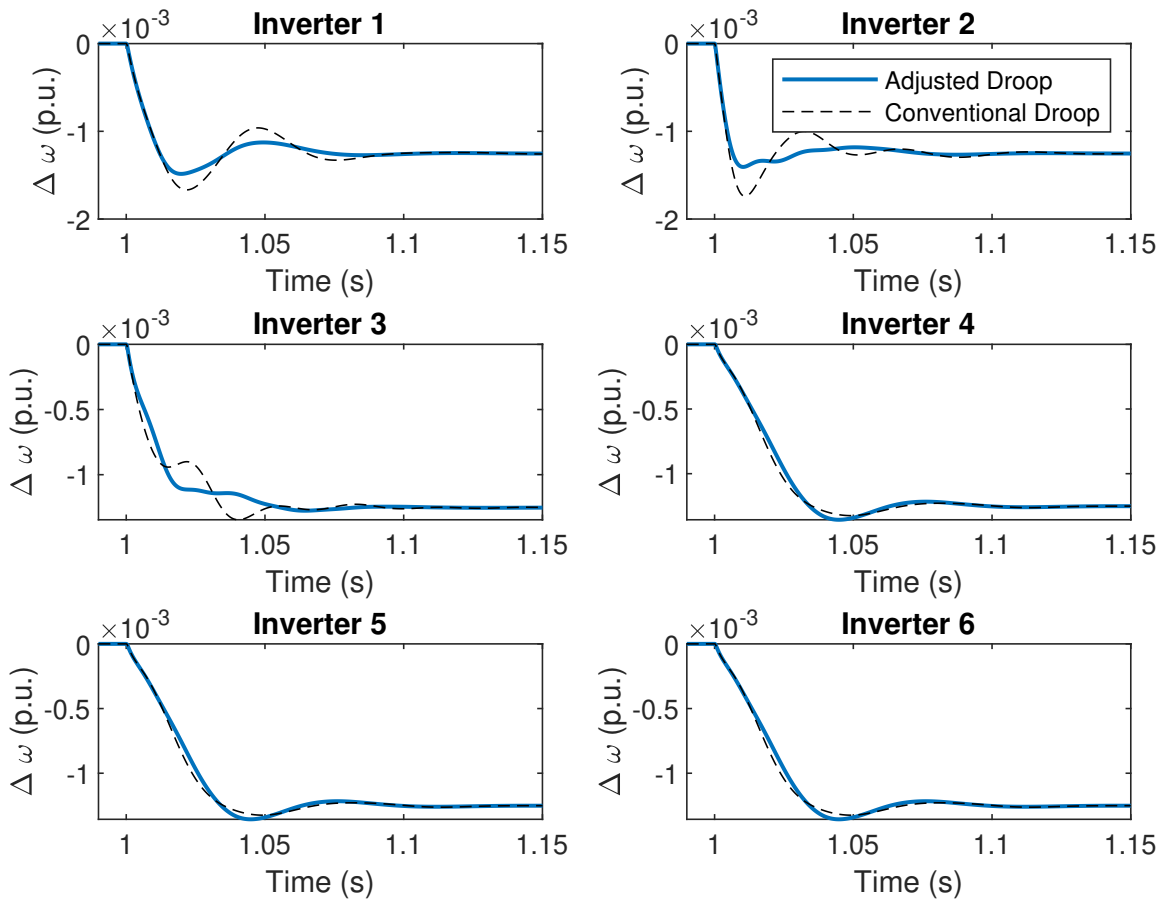 ×10⁻³
Inverter 1
0
-1
-2
Δ ω (p.u.)
1
1.05
1.1
1.15
Time (s)
×10⁻³
Inverter 2
0
-1
-2
Δ ω (p.u.)
Adjusted Droop
Conventional Droop
1
1.05
1.1
1.15
Time (s)
×10⁻³
Inverter 3
0
-0.5
-1
Δ ω (p.u.)
1
1.05
1.1
1.15
Time (s)
×10⁻³
Inverter 4
0
-0.5
-1
Δ ω (p.u.)
1
1.05
1.1
1.15
Time (s)
×10⁻³
Inverter 5
0
-0.5
-1
Δ ω (p.u.)
1
1.05
1.1
1.15
Time (s)
×10⁻³
Inverter 6
0
-0.5
-1
Δ ω (p.u.)
1
1.05
1.1
1.15
Time (s)